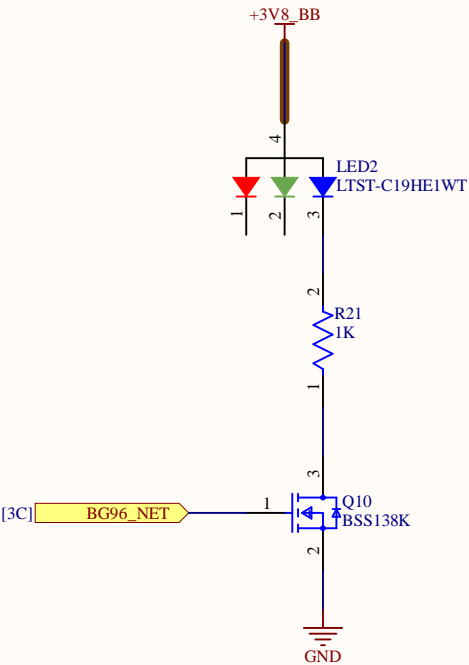 +3V8_BB
4
LED2
LTST-C19HE1WT
1
2
3
2
R21
1K
1
3
[3C]
BG96_NET
1
Q10
BSS138K
2
GND